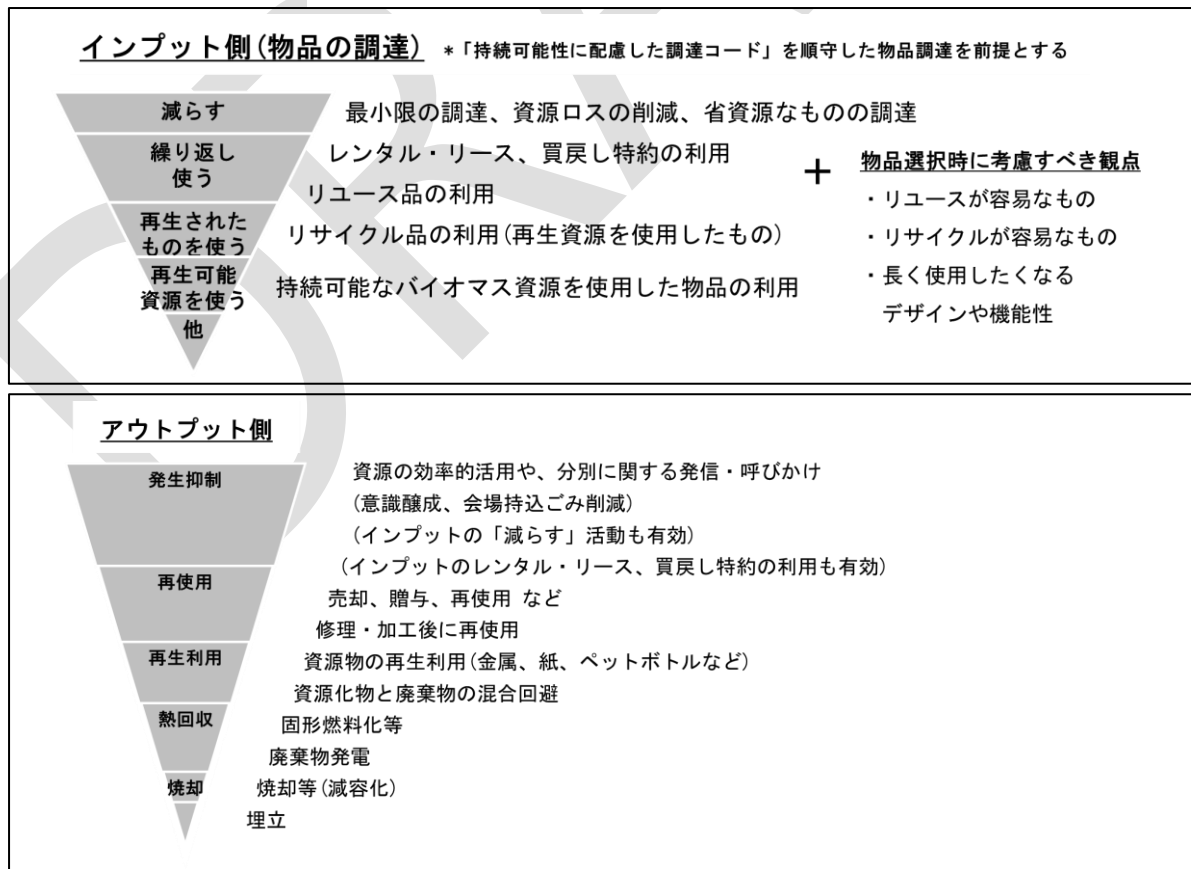 インプット側(物品の調達) *「持続可能性に配慮した調達コード」を順守した物品調達を前提とする
減らす
最小限の調達、資源ロスの削減、省資源なものの調達
繰り返し
使う
レンタル・リース、買戻し特約の利用
リユース品の利用
再生された
ものを使う
リサイクル品の利用(再生資源を使用したもの)
再生可能
資源を使う
持続可能なバイオマス資源を使用した物品の利用
他
+
物品選択時に考慮すべき観点
・リユースが容易なもの
・リサイクルが容易なもの
・長く使用したくなる
デザインや機能性
アウトプット側
発生抑制
資源の効率的活用や、分別に関する発信・呼びかけ
(意識醸成、会場持込ごみ削減)
(インプットの「減らす」活動も有効)
(インプットのレンタル・リース、買戻し特約の利用も有効)
再使用
売却、贈与、再使用 など
修理・加工後に再使用
再生利用
資源物の再生利用(金属、紙、ペットボトルなど)
資源化物と廃棄物の混合回避
熱回収
固形燃料化等
廃棄物発電
焼却
焼却等(減容化)
埋立